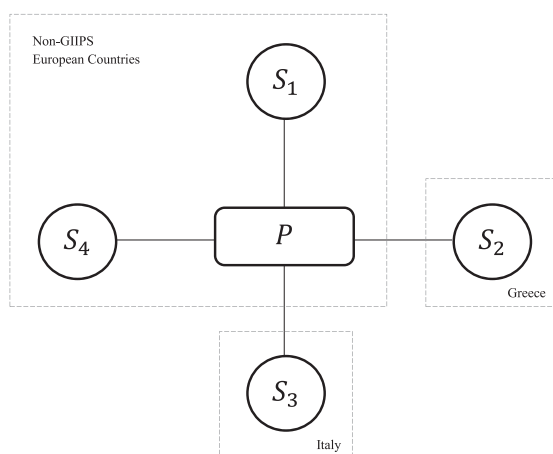 Non-GIIPS
European Countries
S₁
S₄
P
S₂
Greece
S₃
Italy